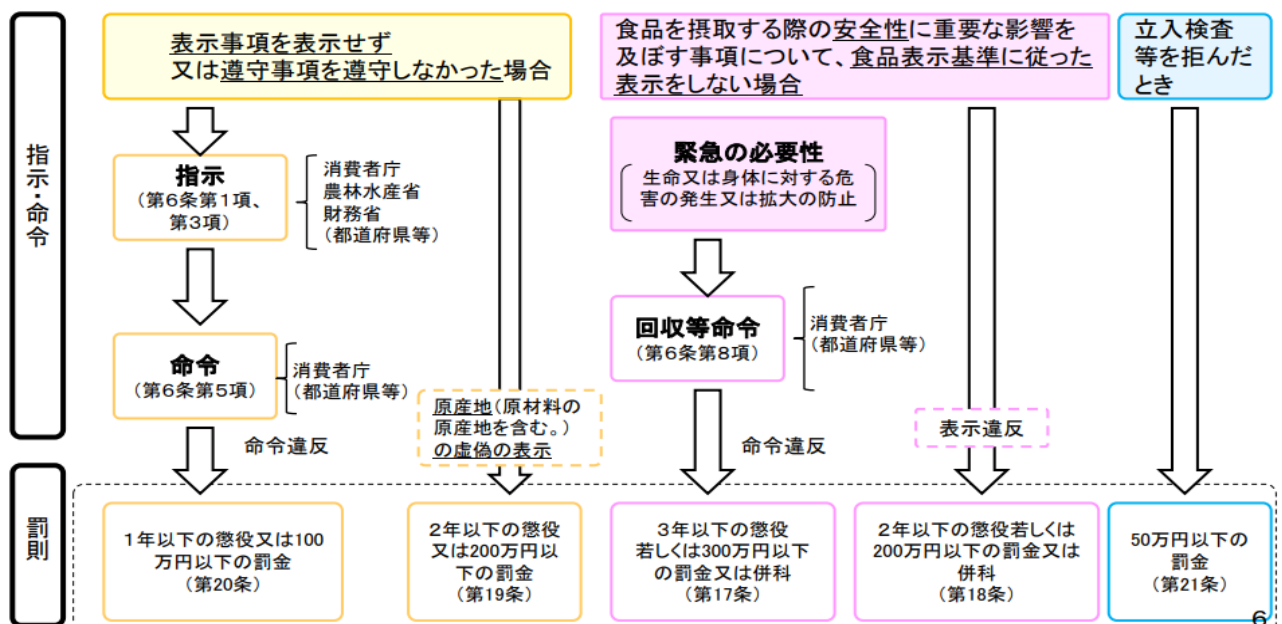 表示事項を表示せず
又は遵守事項を遵守しなかった場合
食品を摂取する際の安全性に重要な影響を
及ぼす事項について、食品表示基準に従った
表示をしない場合
立入検査
等を拒んだ
とき
指示・命令
指示
(第6条第1項、
第3項)
消費者庁
農林水産省
財務省
(都道府県等)
緊急の必要性
生命又は身体に対する危
害の発生又は拡大の防止
命令
(第6条第5項)
消費者庁
(都道府県等)
回収等命令
(第6条第8項)
消費者庁
(都道府県等)
原産地(原材料の
原産地を含む。)
の虚偽の表示
命令違反
命令違反
表示違反
罰則
1年以下の懲役又は100
万円以下の罰金
(第20条)
2年以下の懲役
又は200万円以
下の罰金
(第19条)
3年以下の懲役
若しくは300万円以下
の罰金又は併科
(第17条)
2年以下の懲役若しくは
200万円以下の罰金又は
併科
(第18条)
50万円以下の
罰金
(第21条)
6